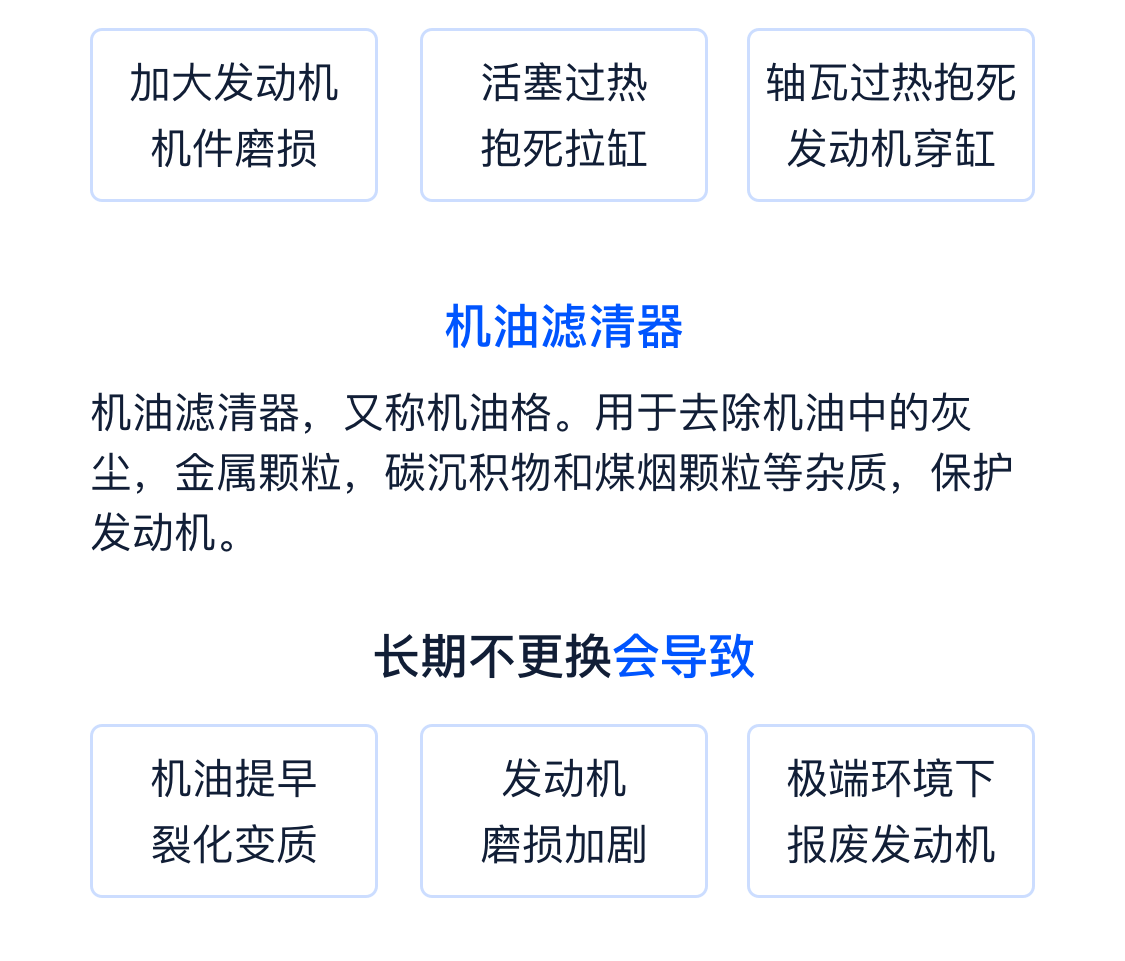 加大发动机
机件磨损
活塞过热
抱死拉缸
轴瓦过热抱死
发动机穿缸
机油滤清器
机油滤清器，又称机油格。用于去除机油中的灰
尘，金属颗粒，碳沉积物和煤烟颗粒等杂质，保护
发动机。
长期不更换会导致
机油提早
裂化变质
发动机
磨损加剧
极端环境下
报废发动机